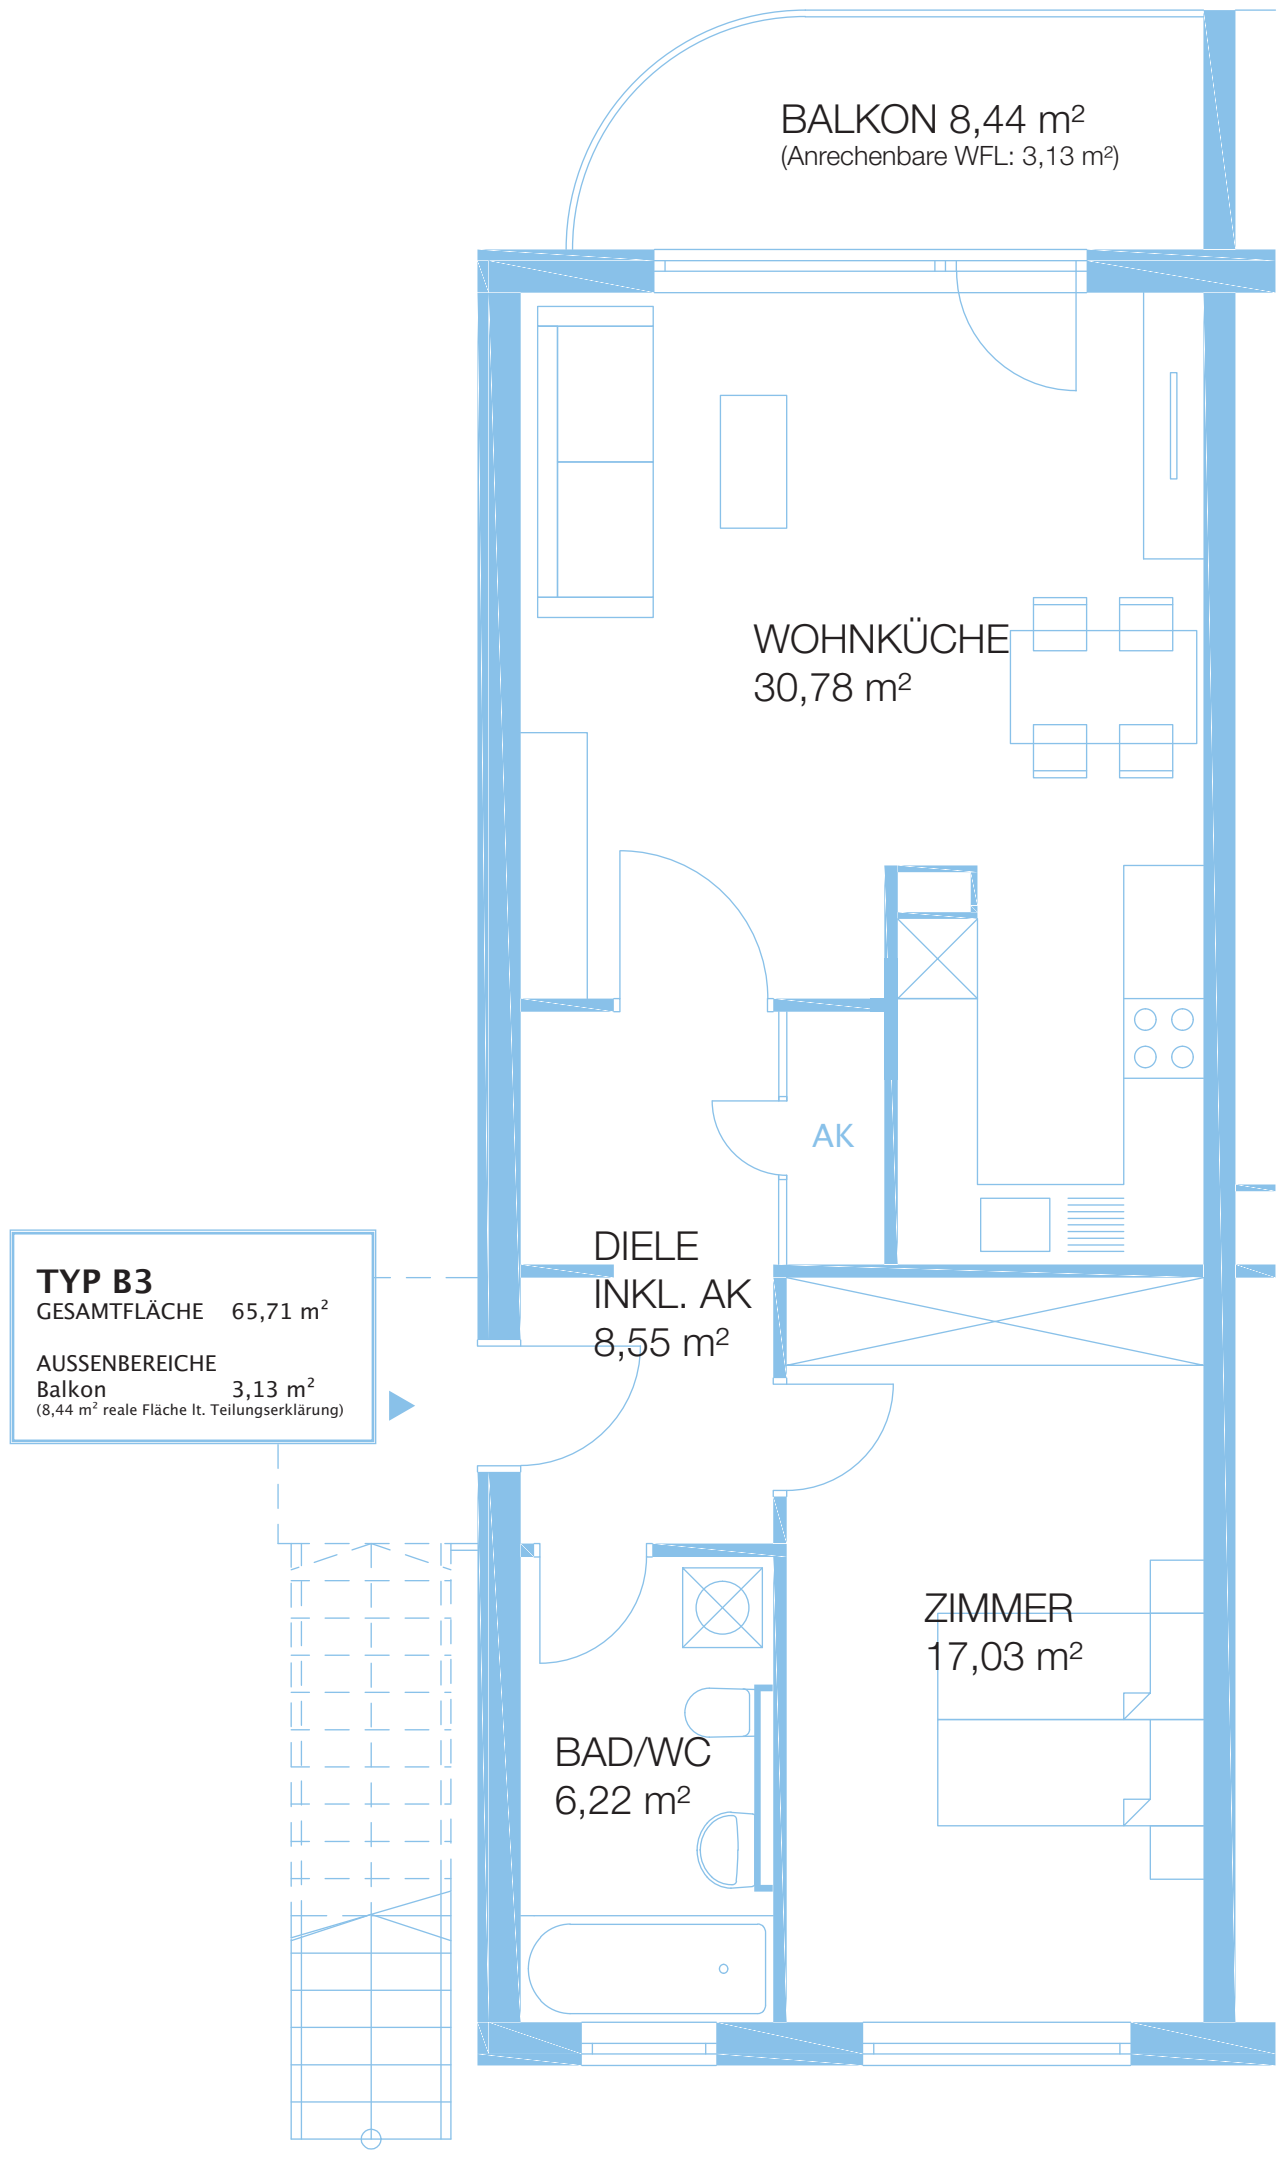 BALKON 8,44 m²
(Anrechenbare WFL: 3,13 m²)
WOHNKÜCHE
30,78 m²
AK
DIELE
INKL. AK
8,55 m²
TYP B3
GESAMTFLÄCHE 65,71 m²
AUSSENBEREICHE
Balkon 3,13 m²
(8,44 m² reale Fläche lt. Teilungserklärung)
ZIMMER
17,03 m²
BAD/WC
6,22 m²